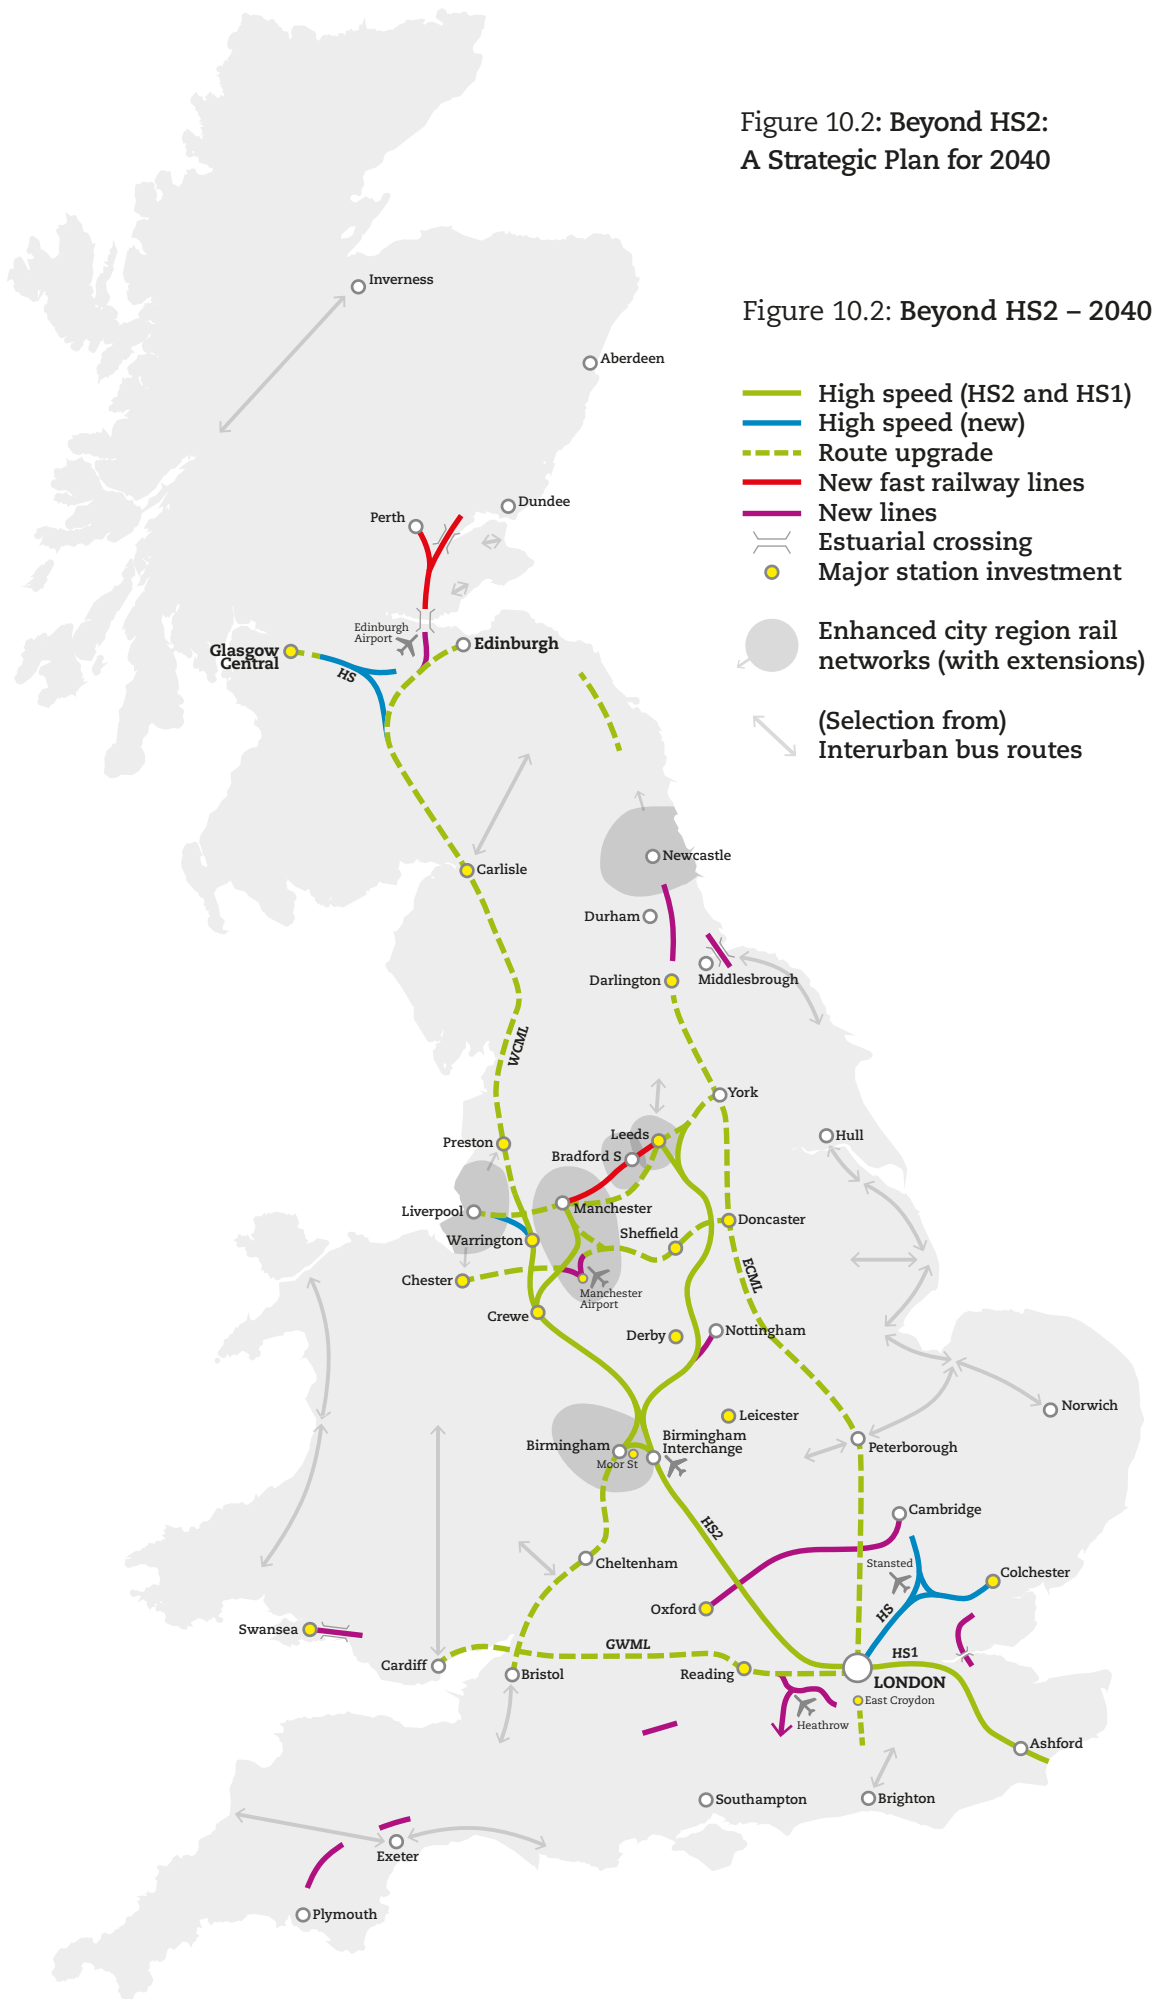 Figure 10.2: Beyond HS2:
A Strategic Plan for 2040
Figure 10.2: Beyond HS2 – 2040
High speed (HS2 and HS1)
High speed (new)
Route upgrade
New fast railway lines
New lines
Estuarial crossing
Major station investment
Enhanced city region rail
networks (with extensions)
(Selection from)
Interurban bus routes
Inverness
Aberdeen
Dundee
Perth
Edinburgh
Airport
Edinburgh
Glasgow
Central
HS
Newcastle
Carlisle
Durham
Middlesbrough
Darlington
WCML
York
Leeds
Hull
Preston
Bradford S
Liverpool
Manchester
Doncaster
Sheffield
Warrington
ECML
Chester
Manchester
Airport
Crewe
Derby
Nottingham
Norwich
Leicester
Birmingham
Birmingham
Interchange
Moor St
Peterborough
Cambridge
HS2
Stansted
Cheltenham
Colchester
Oxford
HS
Swansea
GWML
HS1
Cardiff
Bristol
Reading
LONDON
East Croydon
Heathrow
Ashford
Southampton
Brighton
Exeter
Plymouth